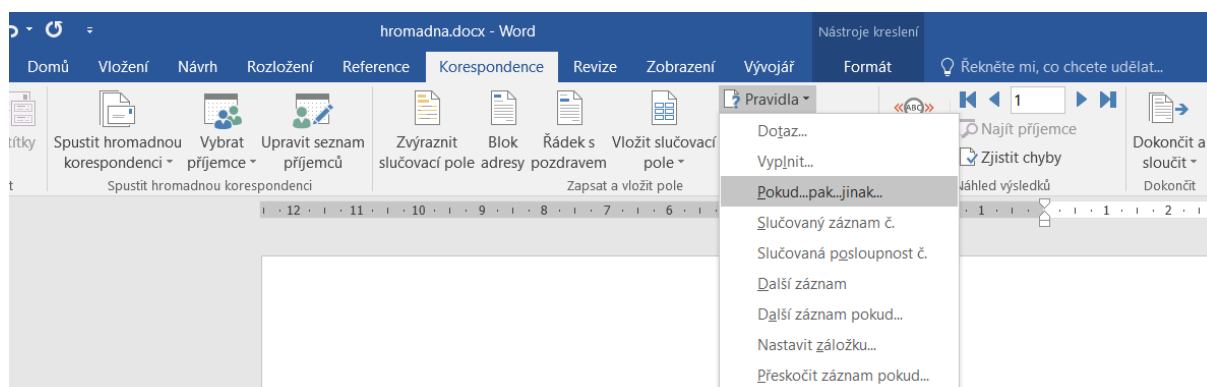 hromadna.docx - Word
Nástroje kreslení
Domů Vložení Návrh Rozložení Reference Korespondence Revize Zobrazení Vývojář Formát Řekněte mi, co chcete udělat...
Spustit hromadnou korespondenci
Vybrat příjemce
Upravit seznam příjemců
Zvýraznit slučovací pole
Blok adresy
Řádek s pozdravem
Vložit slučovací pole
Pravidla
«ABC»
1
Najít příjemce
Zjistit chyby
Dokončit a sloučit
Spustit hromadnou korespondenci
Zapsat a vložit pole
Náhled výsledků
Dokončit
Dotaz...
Vyplnit...
Pokud...pak...jinak...
Slučovaný záznam č.
Slučovaná posloupnost č.
Další záznam
Další záznam pokud...
Nastavit záložku...
Přeskočit záznam pokud...
12 11 10 9 8 7 6 1 1 2